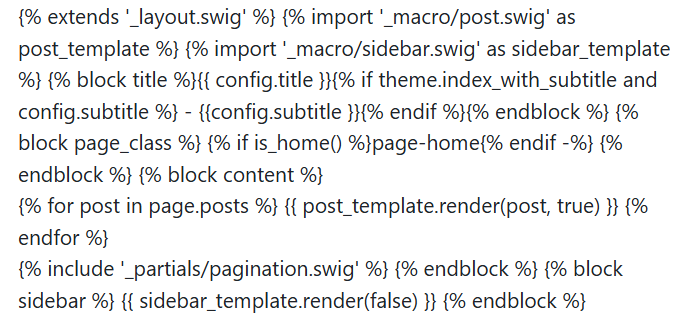 {% extends '_layout.swig' %} {% import '_macro/post.swig' as
post_template %} {% import '_macro/sidebar.swig' as sidebar_template
%} {% block title %}{{ config.title }}{% if theme.index_with_subtitle and
config.subtitle %} - {{config.subtitle }}{% endif %}{% endblock %} {%
block page_class %} {% if is_home() %}page-home{% endif -%} {%
endblock %} {% block content %}
{% for post in page.posts %} {{ post_template.render(post, true) }} {%
endfor %}
{% include '_partials/pagination.swig' %} {% endblock %} {% block
sidebar %} {{ sidebar_template.render(false) }} {% endblock %}